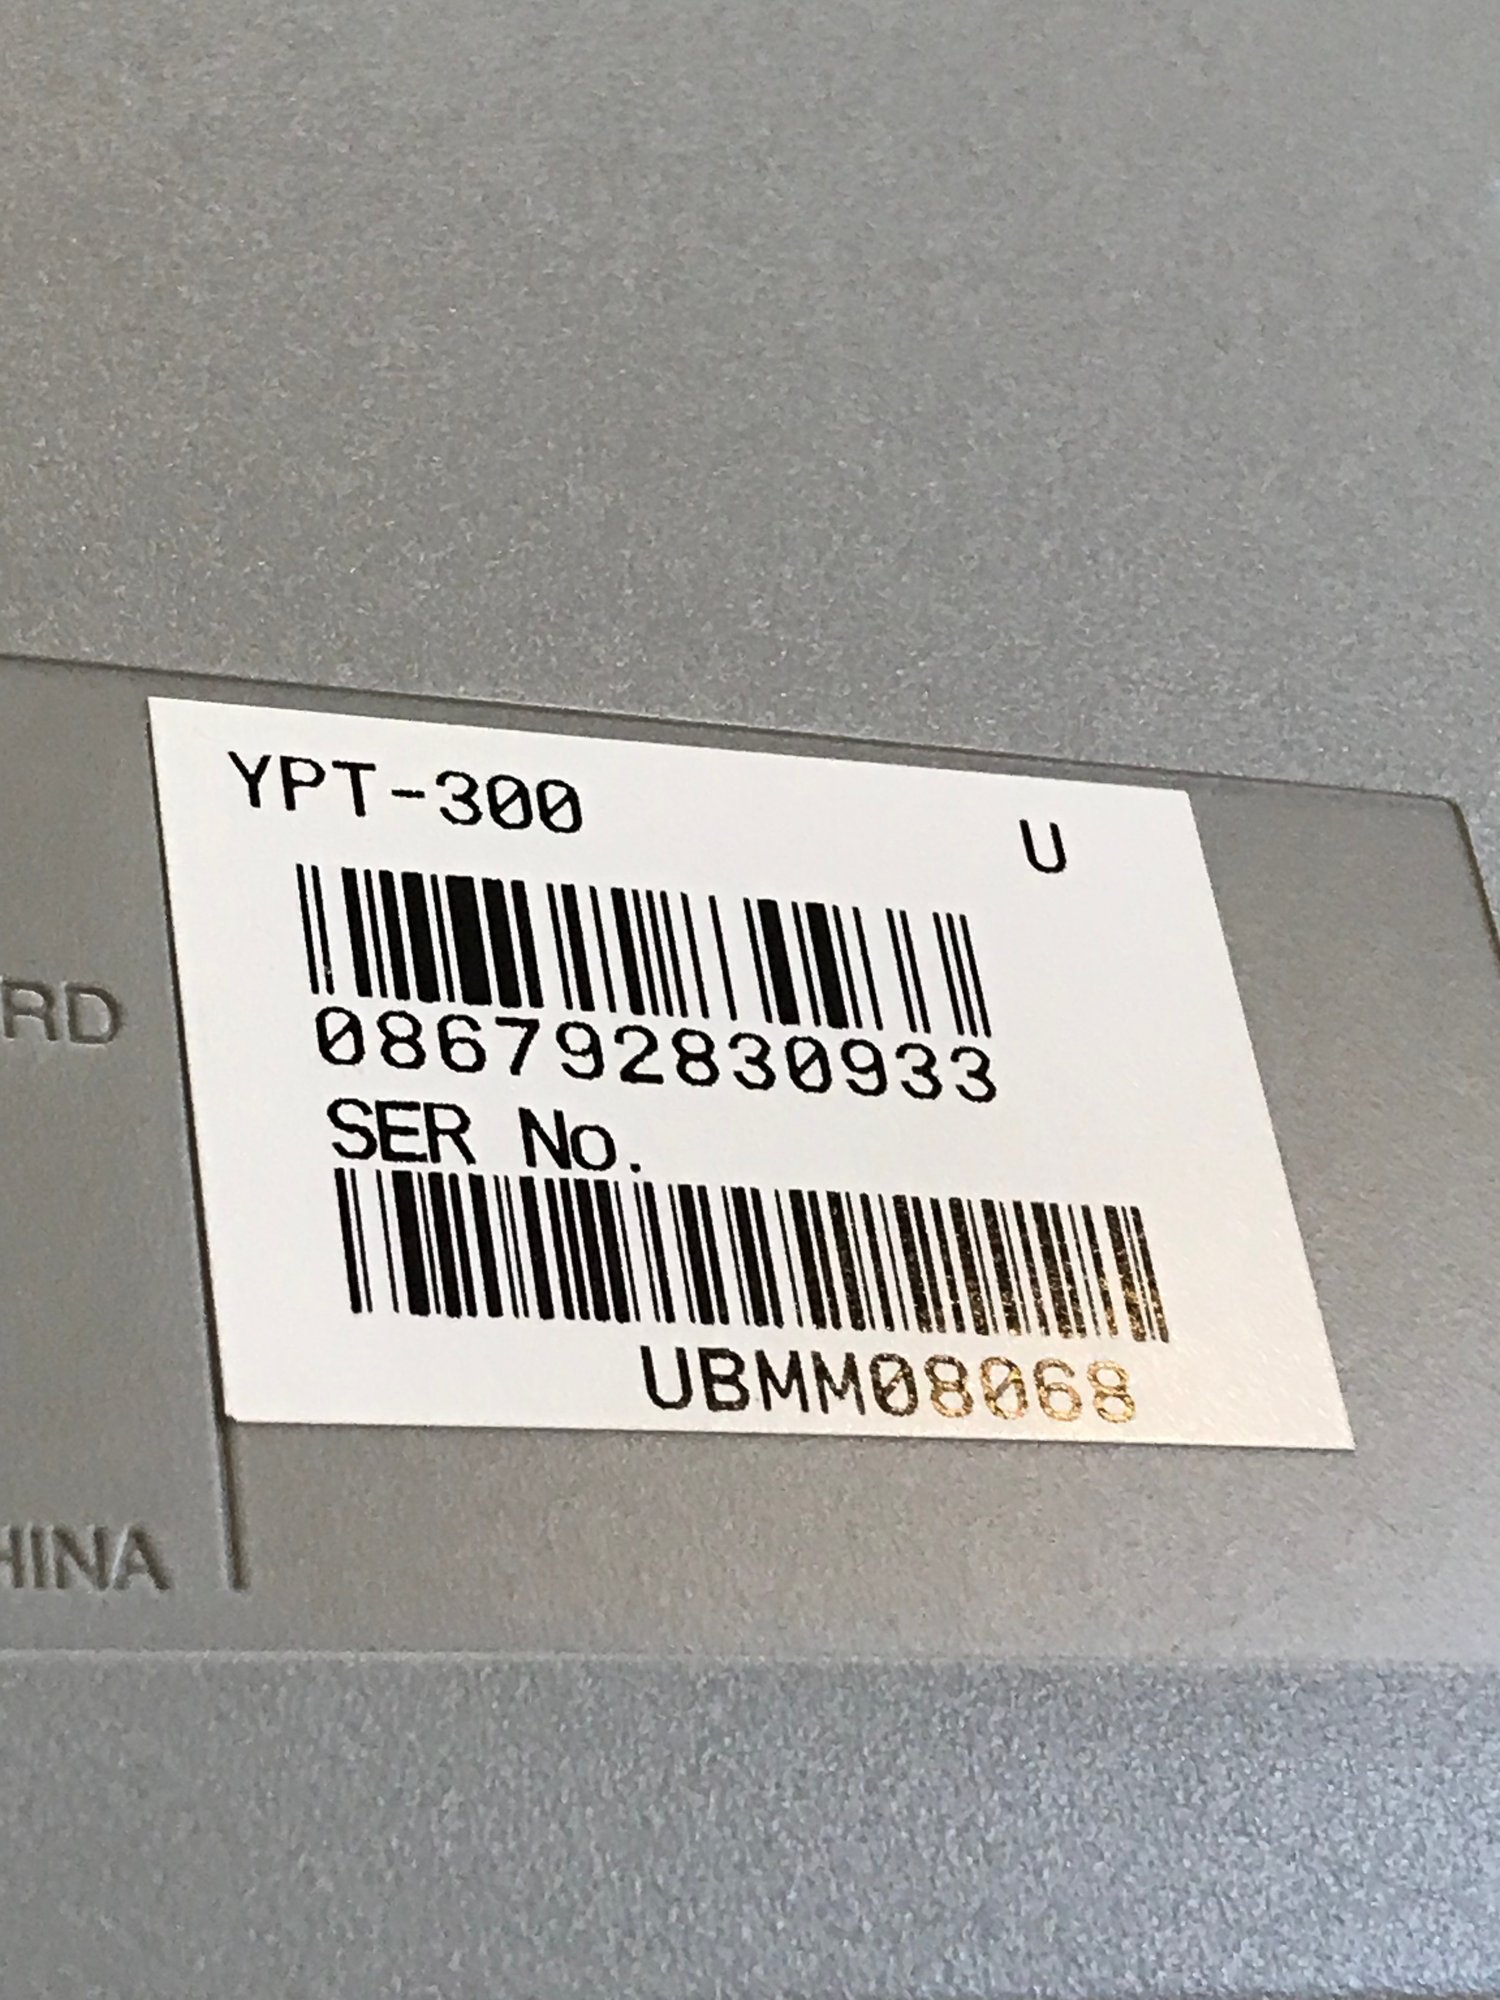 YPT-300 U
086792830933
SER No.
UBMM08068
RD
HINA